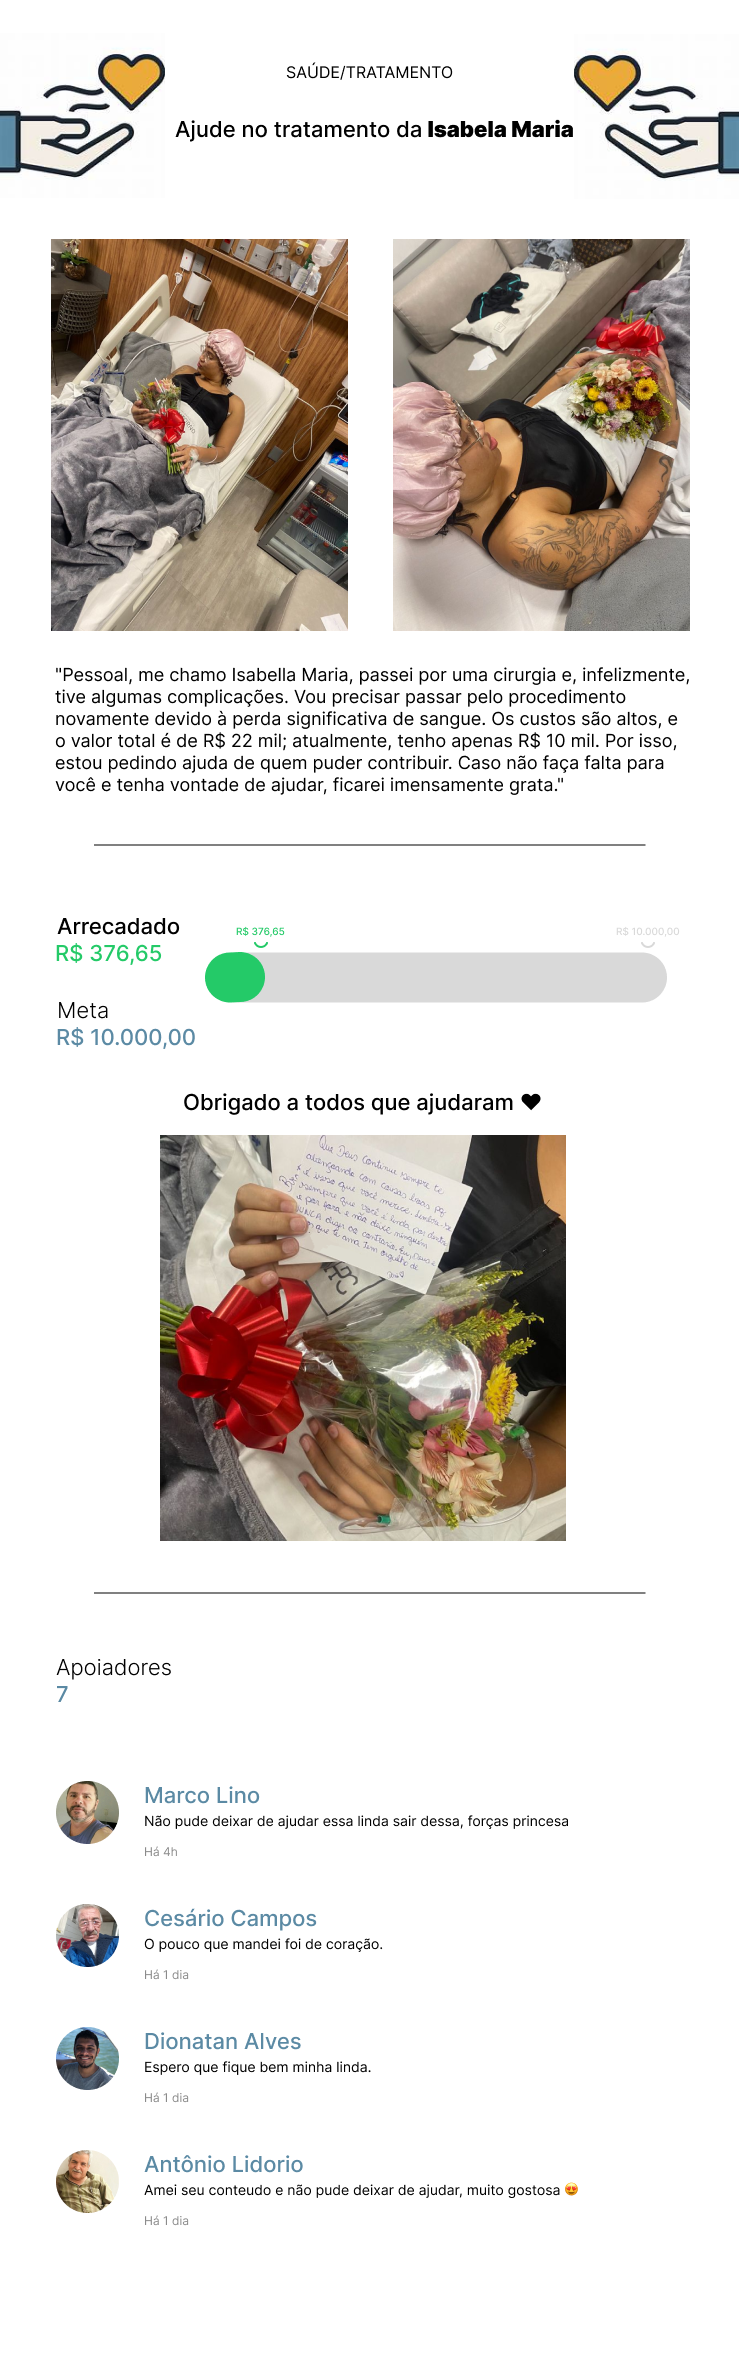 SAÚDE/TRATAMENTO
Ajude no tratamento da Isabela Maria
"Pessoal, me chamo Isabella Maria, passei por uma cirurgia e, infelizmente,
tive algumas complicações. Vou precisar passar pelo procedimento
novamente devido à perda significativa de sangue. Os custos são altos, e
o valor total é de R$ 22 mil; atualmente, tenho apenas R$ 10 mil. Por isso,
estou pedindo ajuda de quem puder contribuir. Caso não faça falta para
você e tenha vontade de ajudar, ficarei imensamente grata."
Arrecadado
R$ 376,65
R$ 376,65
R$ 10.000,00
Meta
R$ 10.000,00
Obrigado a todos que ajudaram ❤
Que Deus continue sempre te
abençoando com coisas boas pq
é isso que você merece, lembre-se
sempre que você é linda por dentro
e por fora e não deixe ninguém
NUNCA dizer ao contrário. Eu, Deus e
que te ama tem orgulho de
Apoiadores
7
Marco Lino
Não pude deixar de ajudar essa linda sair dessa, forças princesa
Há 4h
Cesário Campos
O pouco que mandei foi de coração.
Há 1 dia
Dionatan Alves
Espero que fique bem minha linda.
Há 1 dia
Antônio Lidorio
Amei seu conteudo e não pude deixar de ajudar, muito gostosa 😍
Há 1 dia